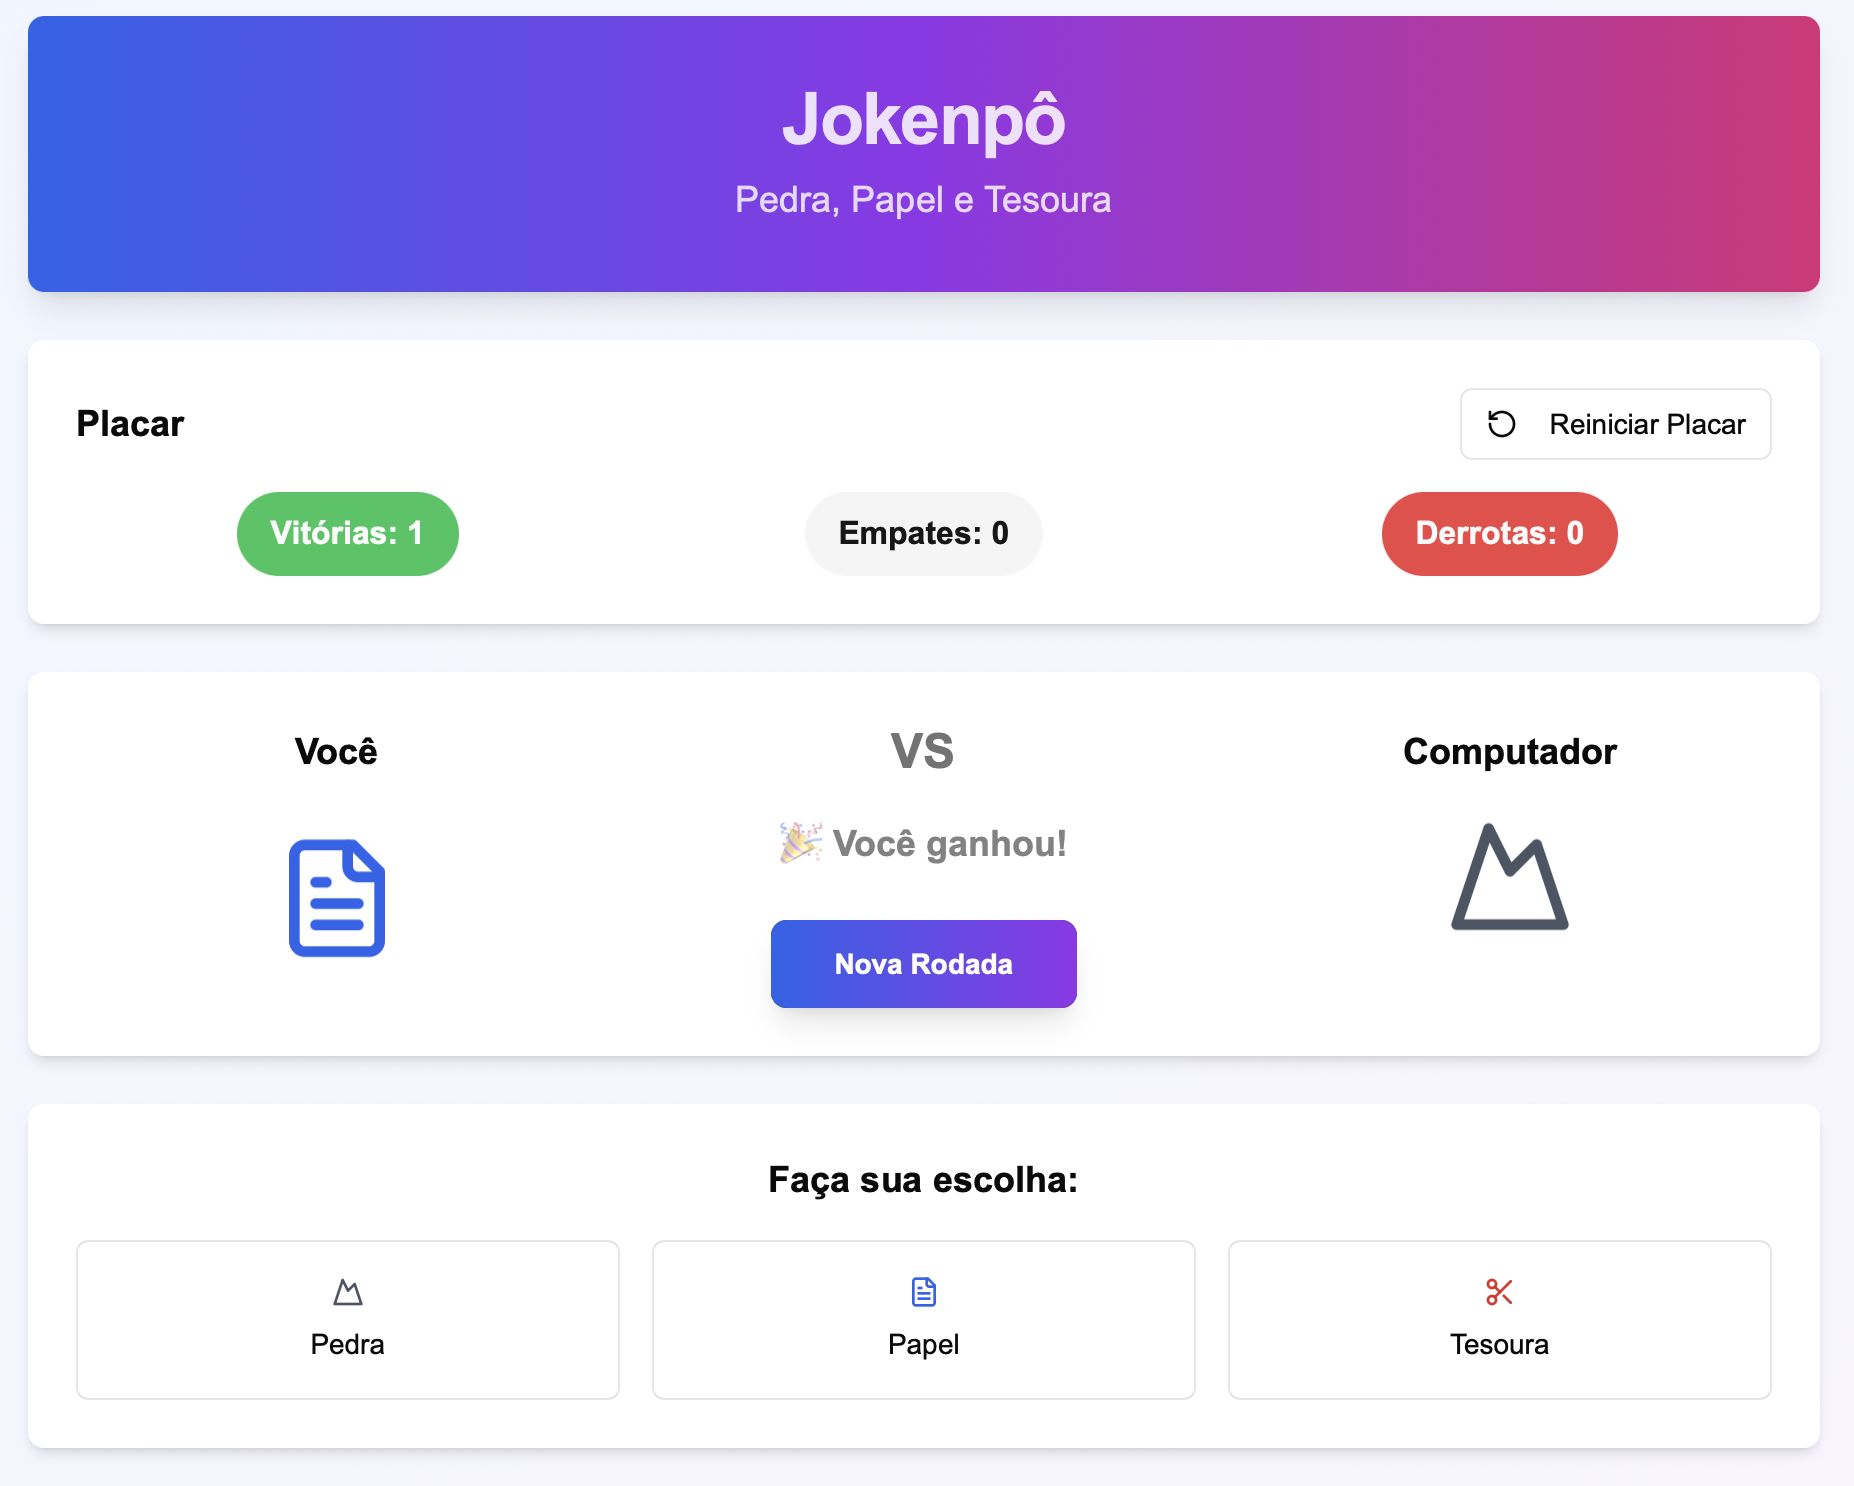 Jokenpô
Pedra, Papel e Tesoura
Placar
Reiniciar Placar
Vitórias: 1
Empates: 0
Derrotas: 0
Você
VS
Computador
🎉 Você ganhou!
Nova Rodada
Faça sua escolha:
Pedra
Papel
Tesoura